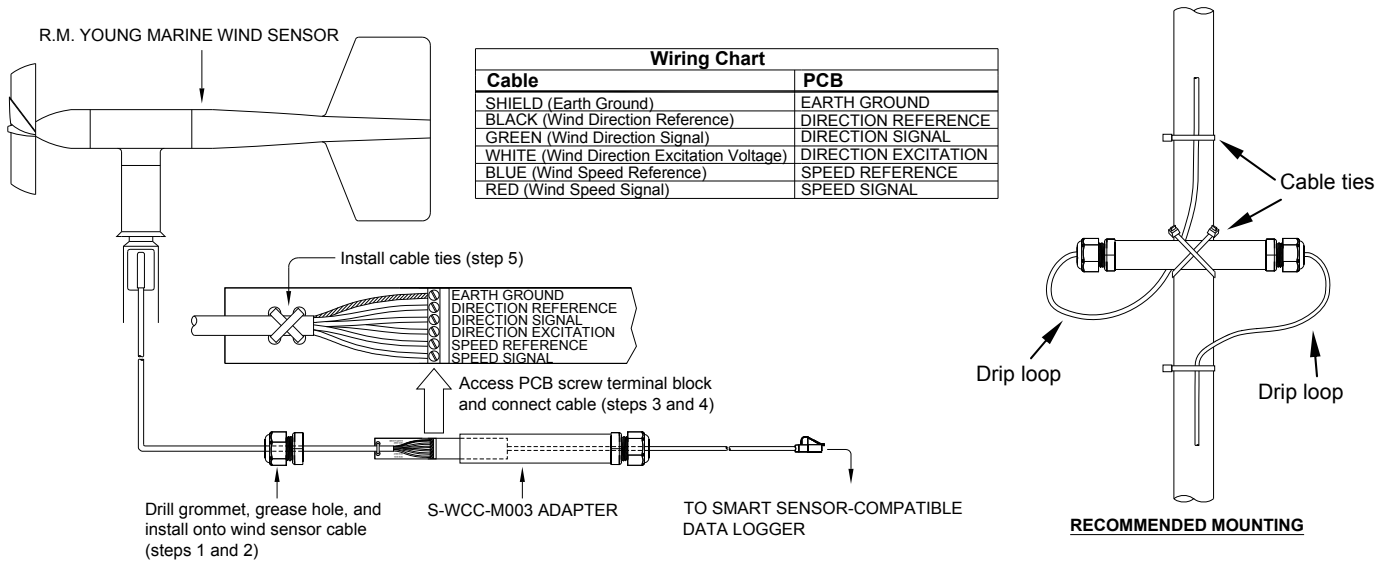 R.M. YOUNG MARINE WIND SENSOR
Wiring Chart
Cable PCB
SHIELD (Earth Ground) EARTH GROUND
BLACK (Wind Direction Reference) DIRECTION REFERENCE
GREEN (Wind Direction Signal) DIRECTION SIGNAL
WHITE (Wind Direction Excitation Voltage) DIRECTION EXCITATION
BLUE (Wind Speed Reference) SPEED REFERENCE
RED (Wind Speed Signal) SPEED SIGNAL
Install cable ties (step 5)
EARTH GROUND
DIRECTION REFERENCE
DIRECTION SIGNAL
DIRECTION EXCITATION
SPEED REFERENCE
SPEED SIGNAL
Access PCB screw terminal block
and connect cable (steps 3 and 4)
Drill grommet, grease hole, and
install onto wind sensor cable
(steps 1 and 2)
S-WCC-M003 ADAPTER
TO SMART SENSOR-COMPATIBLE
DATA LOGGER
Cable ties
Drip loop
Drip loop
RECOMMENDED MOUNTING